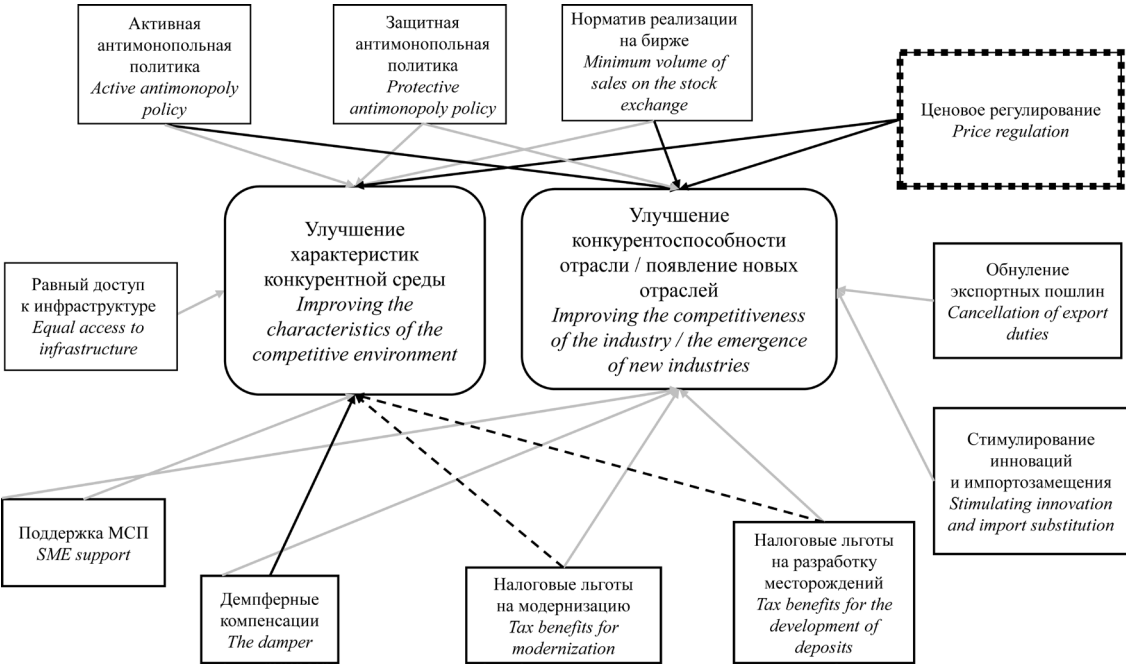 Активная
антимонопольная
политика
Active antimonopoly
policy
Защитная
антимонопольная
политика
Protective
antimonopoly policy
Норматив реализации
на бирже
Minimum volume of
sales on the stock
exchange
Ценовое регулирование
Price regulation
Улучшение
характеристик
конкурентной среды
Improving the
characteristics of the
competitive environment
Улучшение
конкурентоспособности
отрасли / появление новых
отраслей
Improving the competitiveness
of the industry / the emergence
of new industries
Равный доступ
к инфраструктуре
Equal access to
infrastructure
Обнуление
экспортных пошлин
Cancellation of export
duties
Стимулирование
инноваций
и импортозамещения
Stimulating innovation
and import substitution
Поддержка МСП
SME support
Демпферные
компенсации
The damper
Налоговые льготы
на модернизацию
Tax benefits for
modernization
Налоговые льготы
на разработку
месторождений
Tax benefits for the
development of
deposits